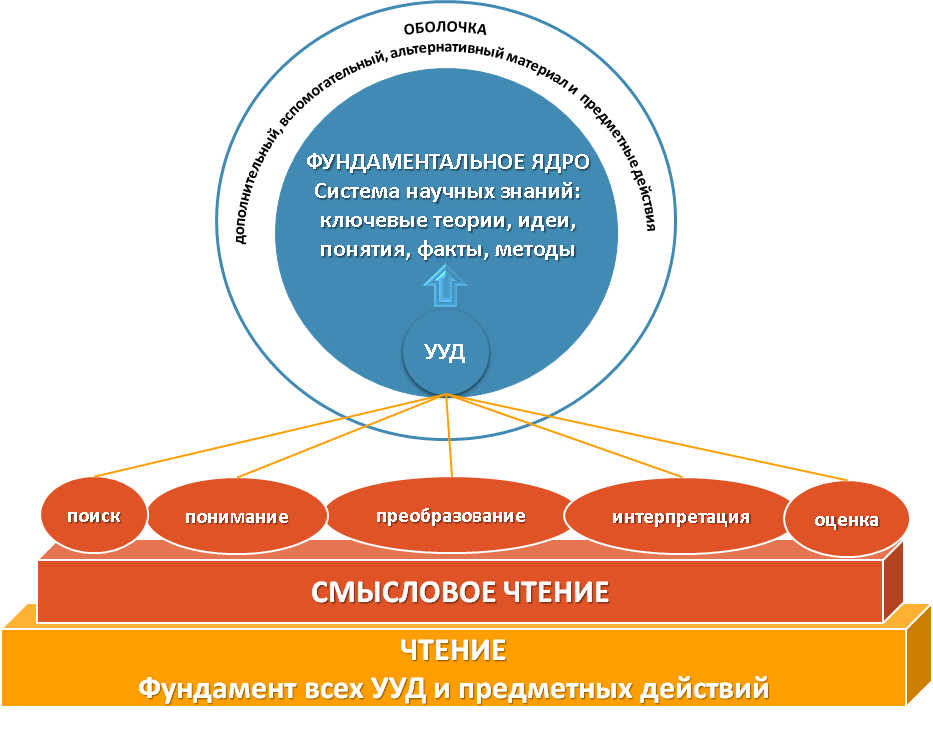 ОБОЛОЧКА
дополнительный, вспомогательный, альтернативный материал и предметные действия
ФУНДАМЕНТАЛЬНОЕ ЯДРО
Система научных знаний:
ключевые теории, идеи,
понятия, факты, методы
УУД
поиск
понимание
преобразование
интерпретация
оценка
СМЫСЛОВОЕ ЧТЕНИЕ
ЧТЕНИЕ
Фундамент всех УУД и предметных действий